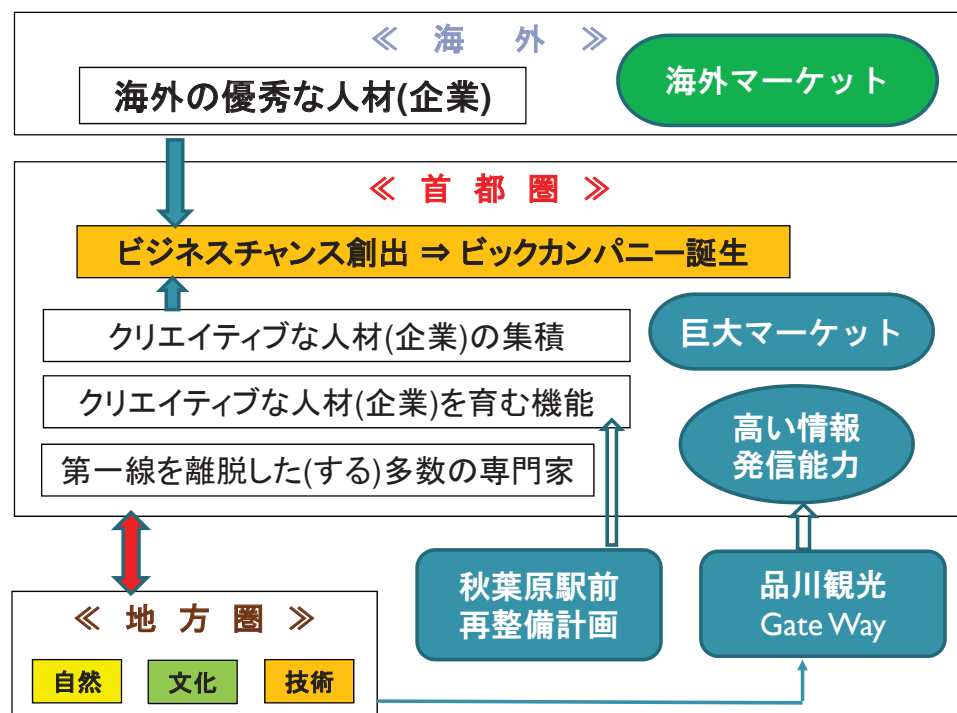 ≪ 海 外 ≫
海外の優秀な人材(企業)
海外マーケット
≪ 首 都 圏 ≫
ビジネスチャンス創出 ⇒ ビックカンパニー誕生
クリエイティブな人材(企業)の集積
巨大マーケット
クリエイティブな人材(企業)を育む機能
高い情報
発信能力
第一線を離脱した(する)多数の専門家
秋葉原駅前
再整備計画
品川観光
Gate Way
≪ 地 方 圏 ≫
自然
文化
技術